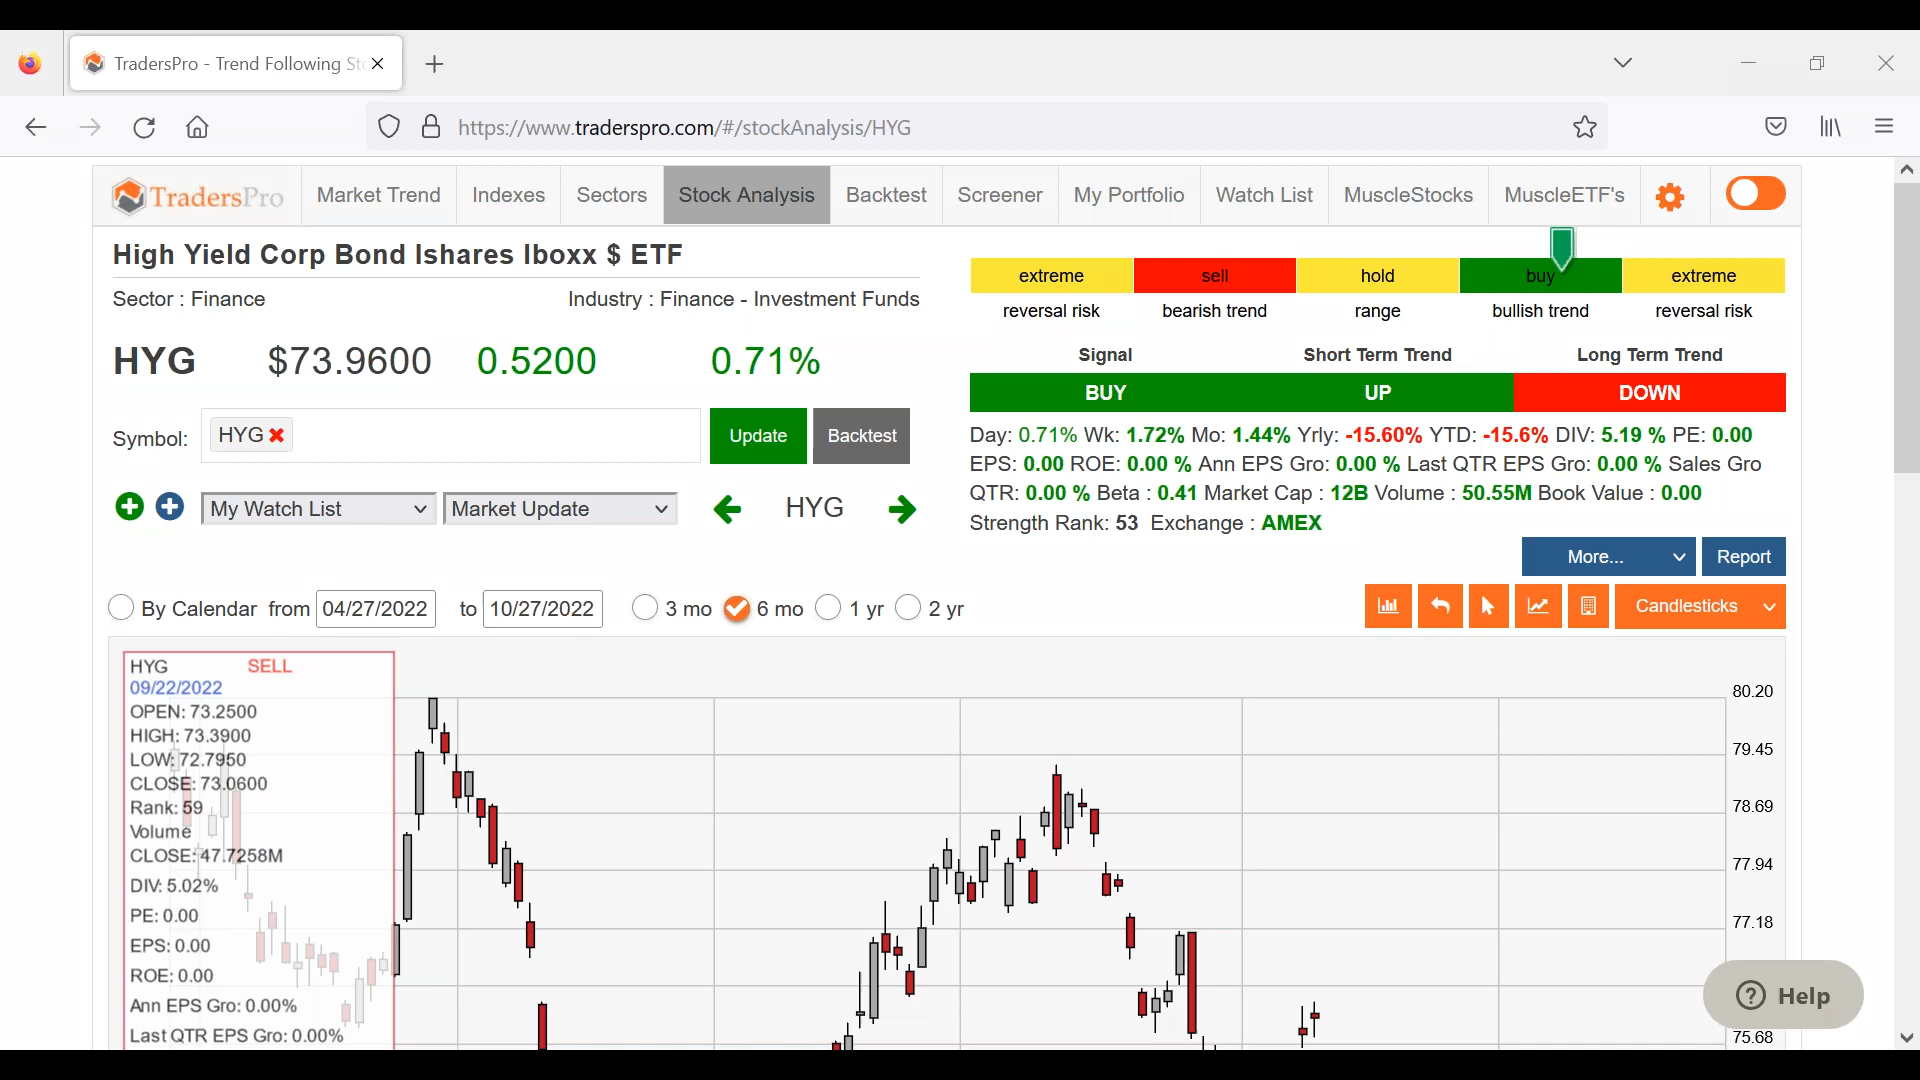 TradersPro - Trend Following Sto
https://www.traderspro.com/#/stockAnalysis/HYG
TradersPro Market Trend Indexes Sectors Stock Analysis Backtest Screener My Portfolio Watch List MuscleStocks MuscleETF's
High Yield Corp Bond Ishares Iboxx $ ETF
Sector : Finance Industry : Finance - Investment Funds
HYG $73.9600 0.5200 0.71%
Symbol: HYG Update Backtest
My Watch List Market Update HYG
extreme sell hold buy extreme
reversal risk bearish trend range bullish trend reversal risk
Signal Short Term Trend Long Term Trend
BUY UP DOWN
Day: 0.71% Wk: 1.72% Mo: 1.44% Yrly: -15.60% YTD: -15.6% DIV: 5.19 % PE: 0.00
EPS: 0.00 ROE: 0.00 % Ann EPS Gro: 0.00 % Last QTR EPS Gro: 0.00 % Sales Gro
QTR: 0.00 % Beta : 0.41 Market Cap : 12B Volume : 50.55M Book Value : 0.00
Strength Rank: 53 Exchange : AMEX
More... Report
By Calendar from 04/27/2022 to 10/27/2022 3 mo 6 mo 1 yr 2 yr
Candlesticks
HYG SELL
09/22/2022
OPEN: 73.2500
HIGH: 73.3900
LOW: 72.7950
CLOSE: 73.0600
Rank: 59
Volume
CLOSE: 47.7258M
DIV: 5.02%
PE: 0.00
EPS: 0.00
ROE: 0.00
Ann EPS Gro: 0.00%
Last QTR EPS Gro: 0.00%
80.20
79.45
78.69
77.94
77.18
75.68
Help